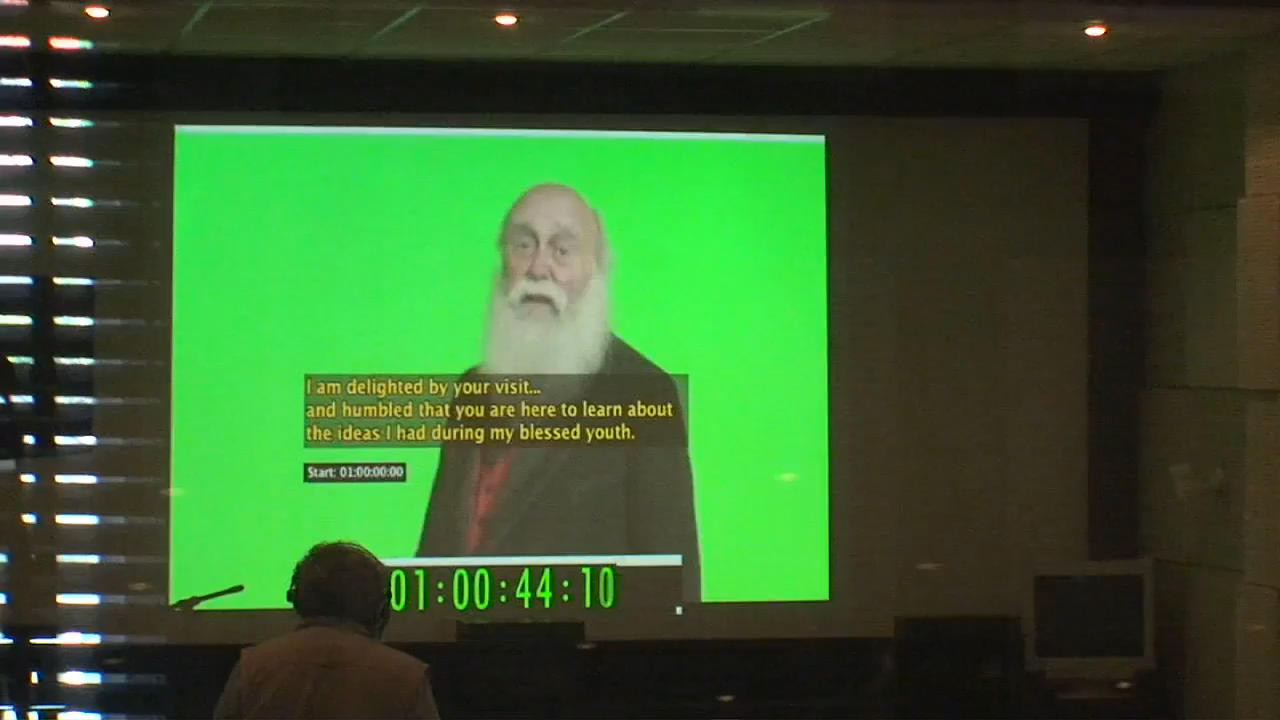 I am delighted by your visit...
and humbled that you are here to learn about
the ideas I had during my blessed youth.
Start: 01:00:00:00
01:00:44:10